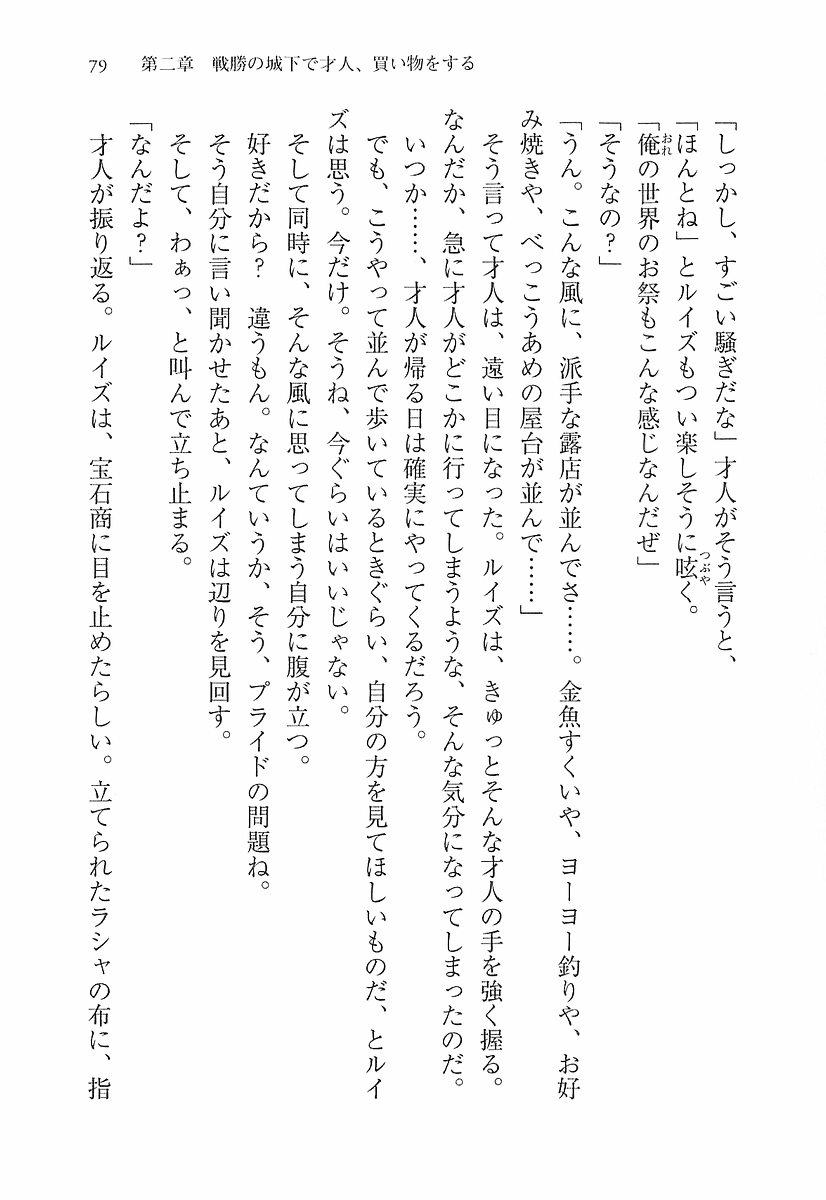 79　第二章　戦勝の城下で才人、買い物をする
「しっかし、すごい騒ぎだな」才人がそう言うと、
「ほんとね」とルイズもつい楽しそうに呟く。
「俺の世界のお祭もこんな感じなんだぜ」
「そうなの？」
「うん。こんな風に、派手な露店が並んでさ……。金魚すくいや、ヨーヨー釣りや、お好
み焼きや、べっこうあめの屋台が並んで……」
　そう言って才人は、遠い目になった。ルイズは、きゅっとそんな才人の手を強く握る。
なんだか、急に才人がどこかに行ってしまうような、そんな気分になってしまったのだ。
　いつか……、才人が帰る日は確実にやってくるだろう。
　でも、こうやって並んで歩いているときぐらい、自分の方を見てほしいものだ、とルイ
ズは思う。今だけ。そうね、今ぐらいはいいじゃない。
　そして同時に、そんな風に思ってしまう自分に腹が立つ。
　好きだから？　違うもん。なんていうか、そう、プライドの問題ね。
　そう自分に言い聞かせたあと、ルイズは辺りを見回す。
　そして、わぁっ、と叫んで立ち止まる。
「なんだよ？」
　才人が振り返る。ルイズは、宝石商に目を止めたらしい。立てられたラシャの布に、指